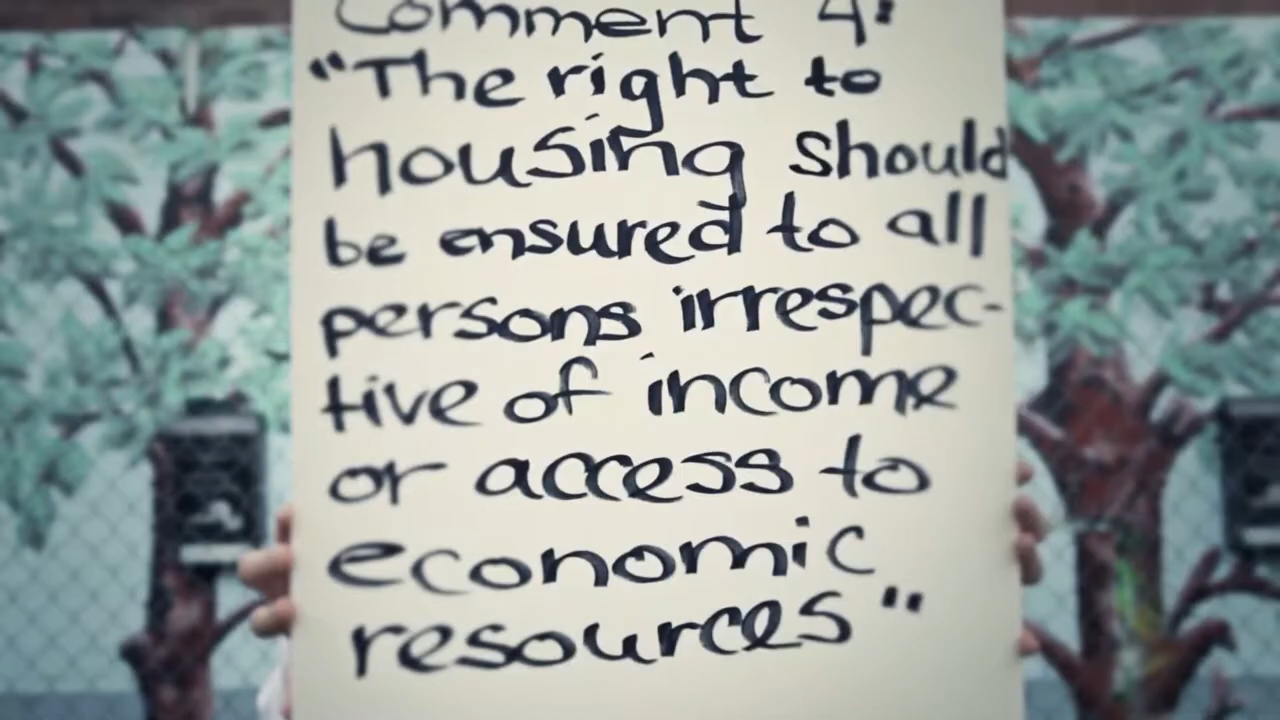 Comment 4:
"The right to
housing should
be ensured to all
persons irrespec-
tive of income
or access to
economic
resources"